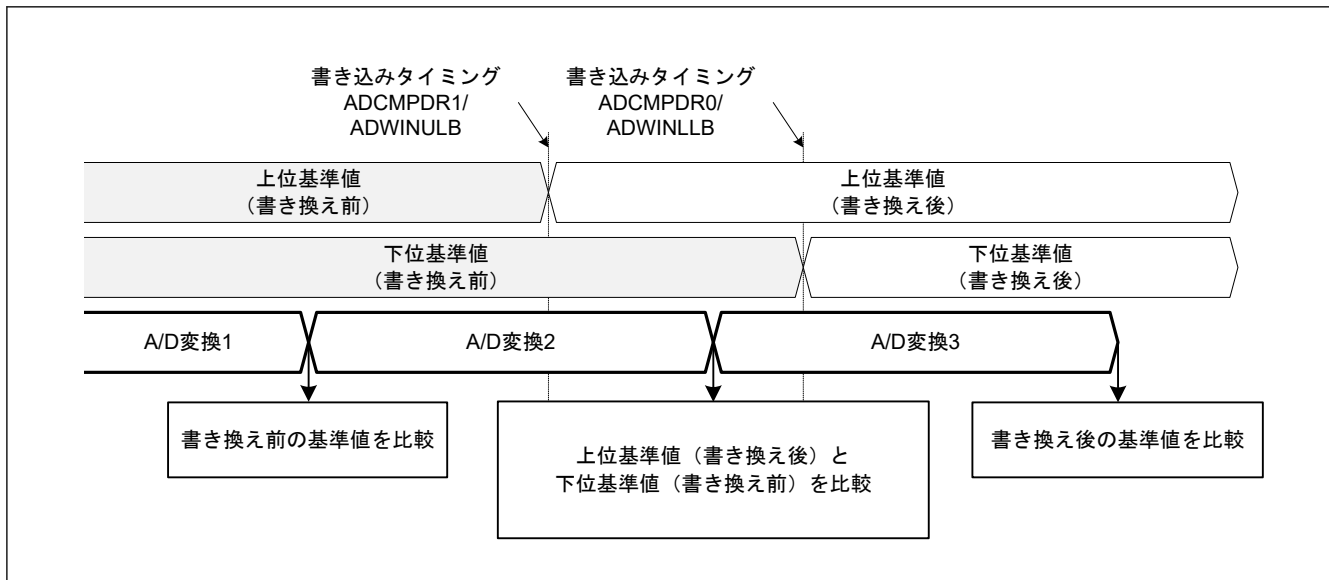 書き込みタイミング
ADCMPDR1/
ADWINULB
書き込みタイミング
ADCMPDR0/
ADWINLLB
上位基準値
（書き換え前）
上位基準値
（書き換え後）
下位基準値
（書き換え前）
下位基準値
（書き換え後）
A/D変換1
A/D変換2
A/D変換3
書き換え前の基準値を比較
上位基準値（書き換え後）と
下位基準値（書き換え前）を比較
書き換え後の基準値を比較